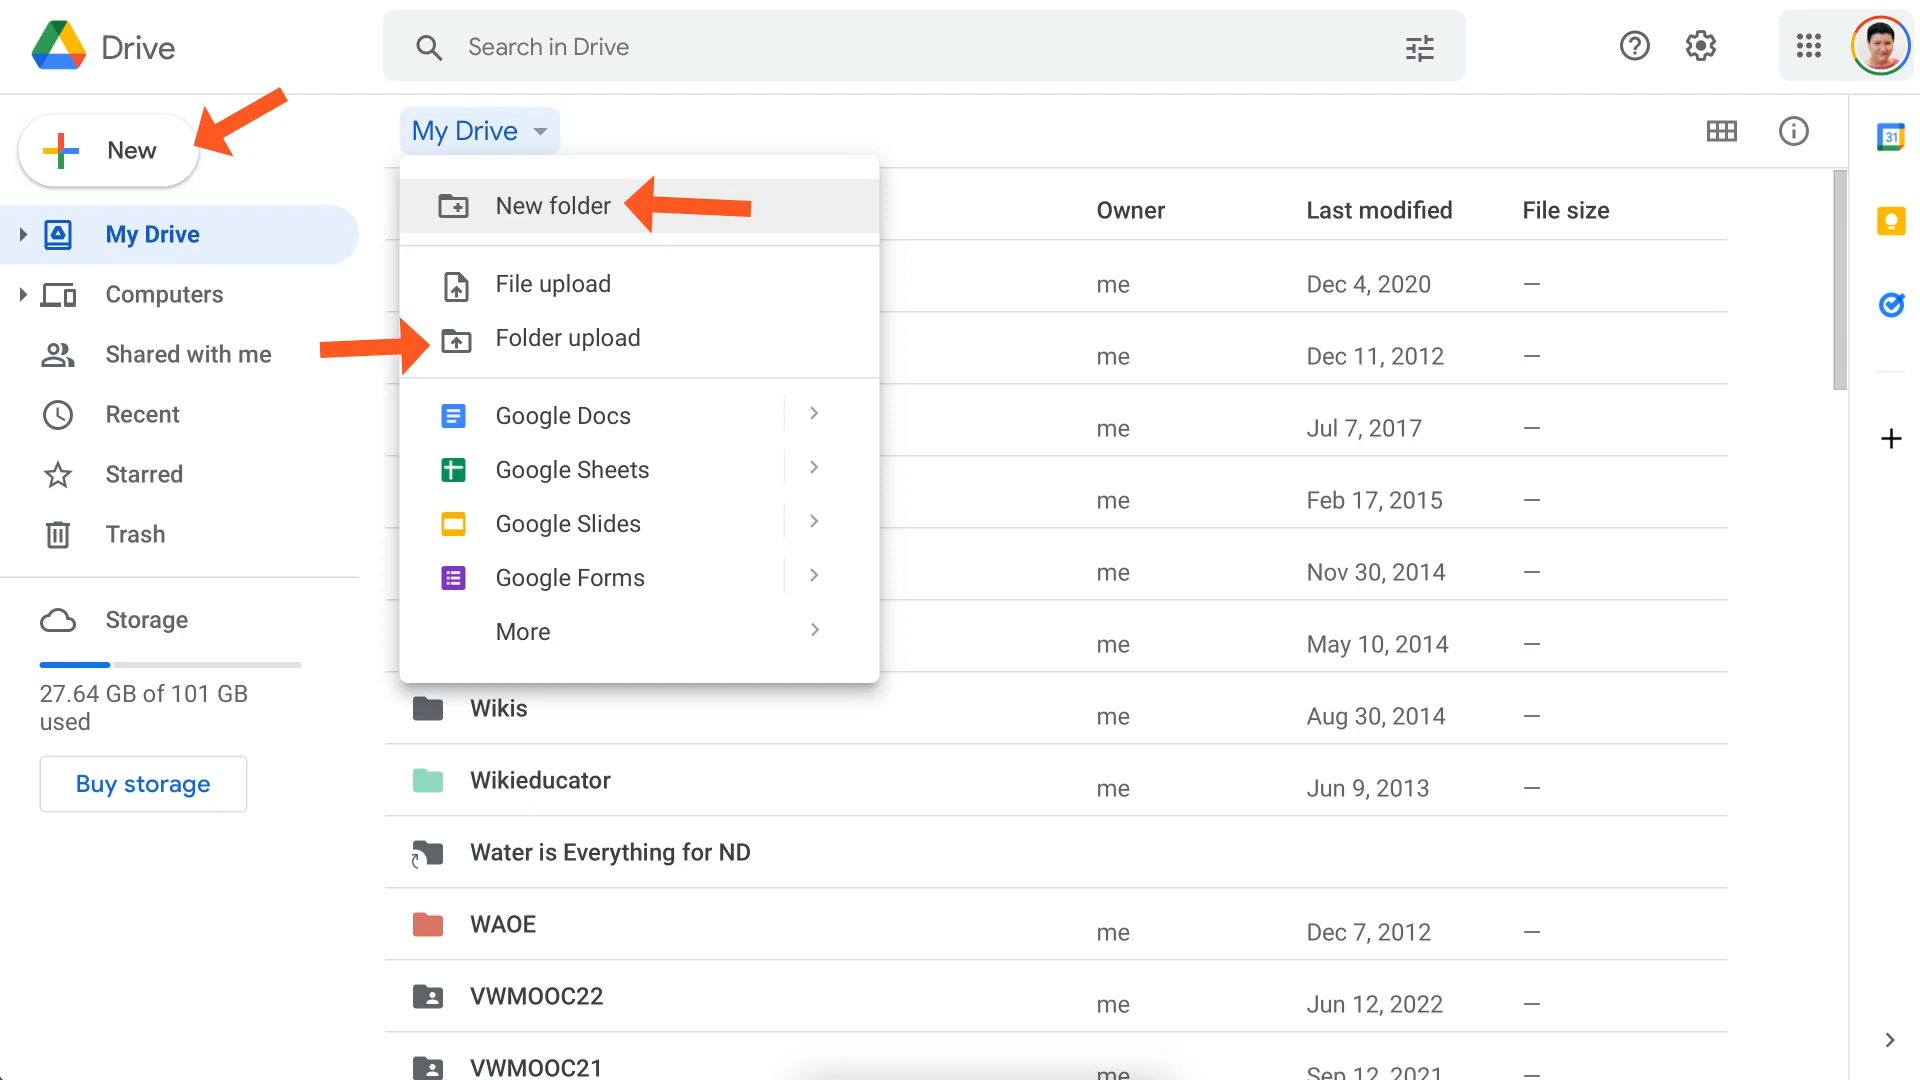 Drive
Search in Drive
New
My Drive
Computers
Shared with me
Recent
Starred
Trash
Storage
27.64 GB of 101 GB
used
Buy storage
My Drive
New folder
File upload
Folder upload
Google Docs
Google Sheets
Google Slides
Google Forms
More
Owner Last modified File size
me Dec 4, 2020 —
me Dec 11, 2012 —
me Jul 7, 2017 —
me Feb 17, 2015 —
me Nov 30, 2014 —
me May 10, 2014 —
Wikis me Aug 30, 2014 —
Wikieducator me Jun 9, 2013 —
Water is Everything for ND
WAOE me Dec 7, 2012 —
VWMOOC22 me Jun 12, 2022 —
VWMOOC21 me Sep 12, 2021 —
31